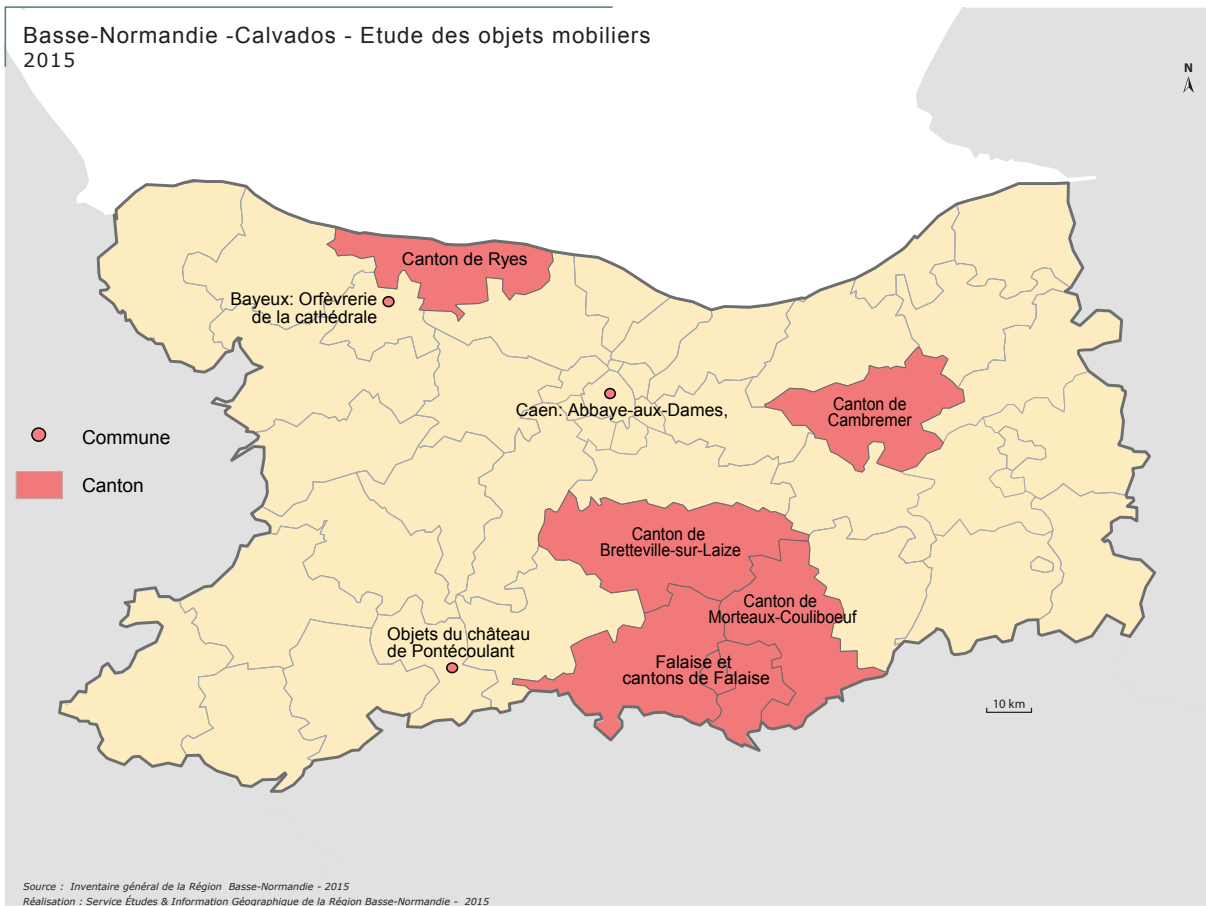 Basse-Normandie -Calvados - Etude des objets mobiliers
2015
N
Canton de Ryes
Bayeux: Orfèvrerie
de la cathédrale
Caen: Abbaye-aux-Dames,
Canton de
Cambremer
Commune
Canton
Canton de
Bretteville-sur-Laize
Canton de
Morteaux-Couliboeuf
Objets du château
de Pontécoulant
Falaise et
cantons de Falaise
10 km
Source : Inventaire général de la Région Basse-Normandie - 2015
Réalisation : Service Études & Information Géographique de la Région Basse-Normandie - 2015